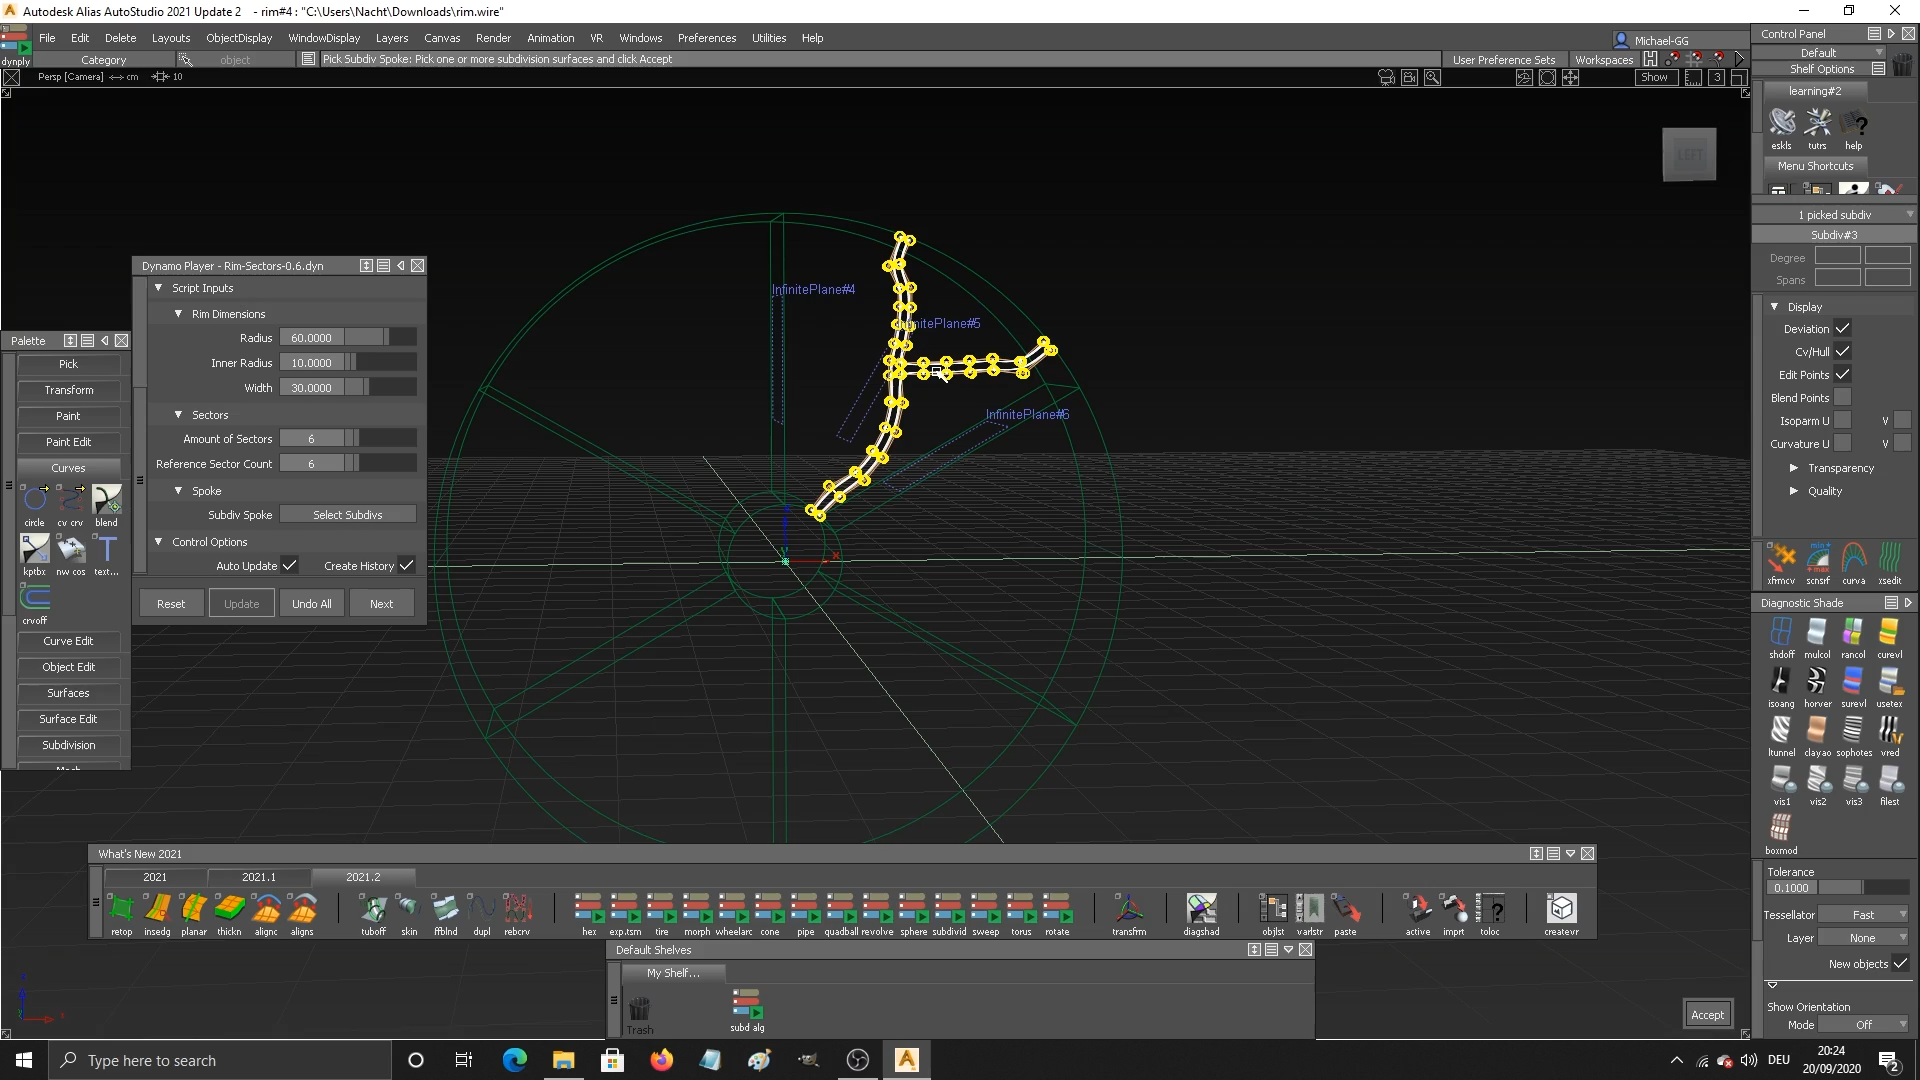 Autodesk Alias AutoStudio 2021 Update 2 - rim#4 : "C:\Users\Nacht\Downloads\rim.wire"
File Edit Delete Layouts ObjectDisplay WindowDisplay Layers Canvas Render Animation VR Windows Preferences Utilities Help
Michael-GG
dynply Category object Pick Subdiv Spoke: Pick one or more subdivision surfaces and click Accept User Preference Sets Workspaces
Persp [Camera] cm 10 Show 3
LEFT
InfinitePlane#4
InfinitePlane#6
Dynamo Player - Rim-Sectors-0.6.dyn
Script Inputs
Rim Dimensions
Radius 60.0000
Inner Radius 10.0000
Width 30.0000
Sectors
Amount of Sectors 6
Reference Sector Count 6
Spoke
Subdiv Spoke Select Subdivs
Control Options
Auto Update Create History
Reset Update Undo All Next
Palette
Pick
Transform
Paint
Paint Edit
Curves
circle cv crv blend
kptbx nw cos text...
crvoff
Curve Edit
Object Edit
Surfaces
Surface Edit
Subdivision
Control Panel
Default
Shelf Options
learning#2
eskls tutrs help
Menu Shortcuts
1 picked subdiv
Subdiv#3
Degree
Spans
Display
Deviation
Cv/Hull
Edit Points
Blend Points
Isoparm U V
Curvature U V
Transparency
Quality
xfrmcv scnsrf curva xsedit
Diagnostic Shade
shdoff mulcol rancol curevl
isoang horver surevl usetex
ltunnel clayao sophotes vred
vis1 vis2 vis3 filest
boxmod
Tolerance
0.1000
Tessellator Fast
Layer None
New objects
Show Orientation
Mode Off
What's New 2021
2021 2021.1 2021.2
retop insedg planar thickn alignc aligns tuboff skin ffblnd dupl rebcrv hex exp.tsm tire morph wheelarc cone pipe quadball revolve sphere subdivid sweep torus rotate transfrm diagshad objlst varlstr paste active imprt toloc createvr
Default Shelves
My Shelf...
Trash subd alg
Accept
Type here to search
DEU
20:24
20/09/2020
2